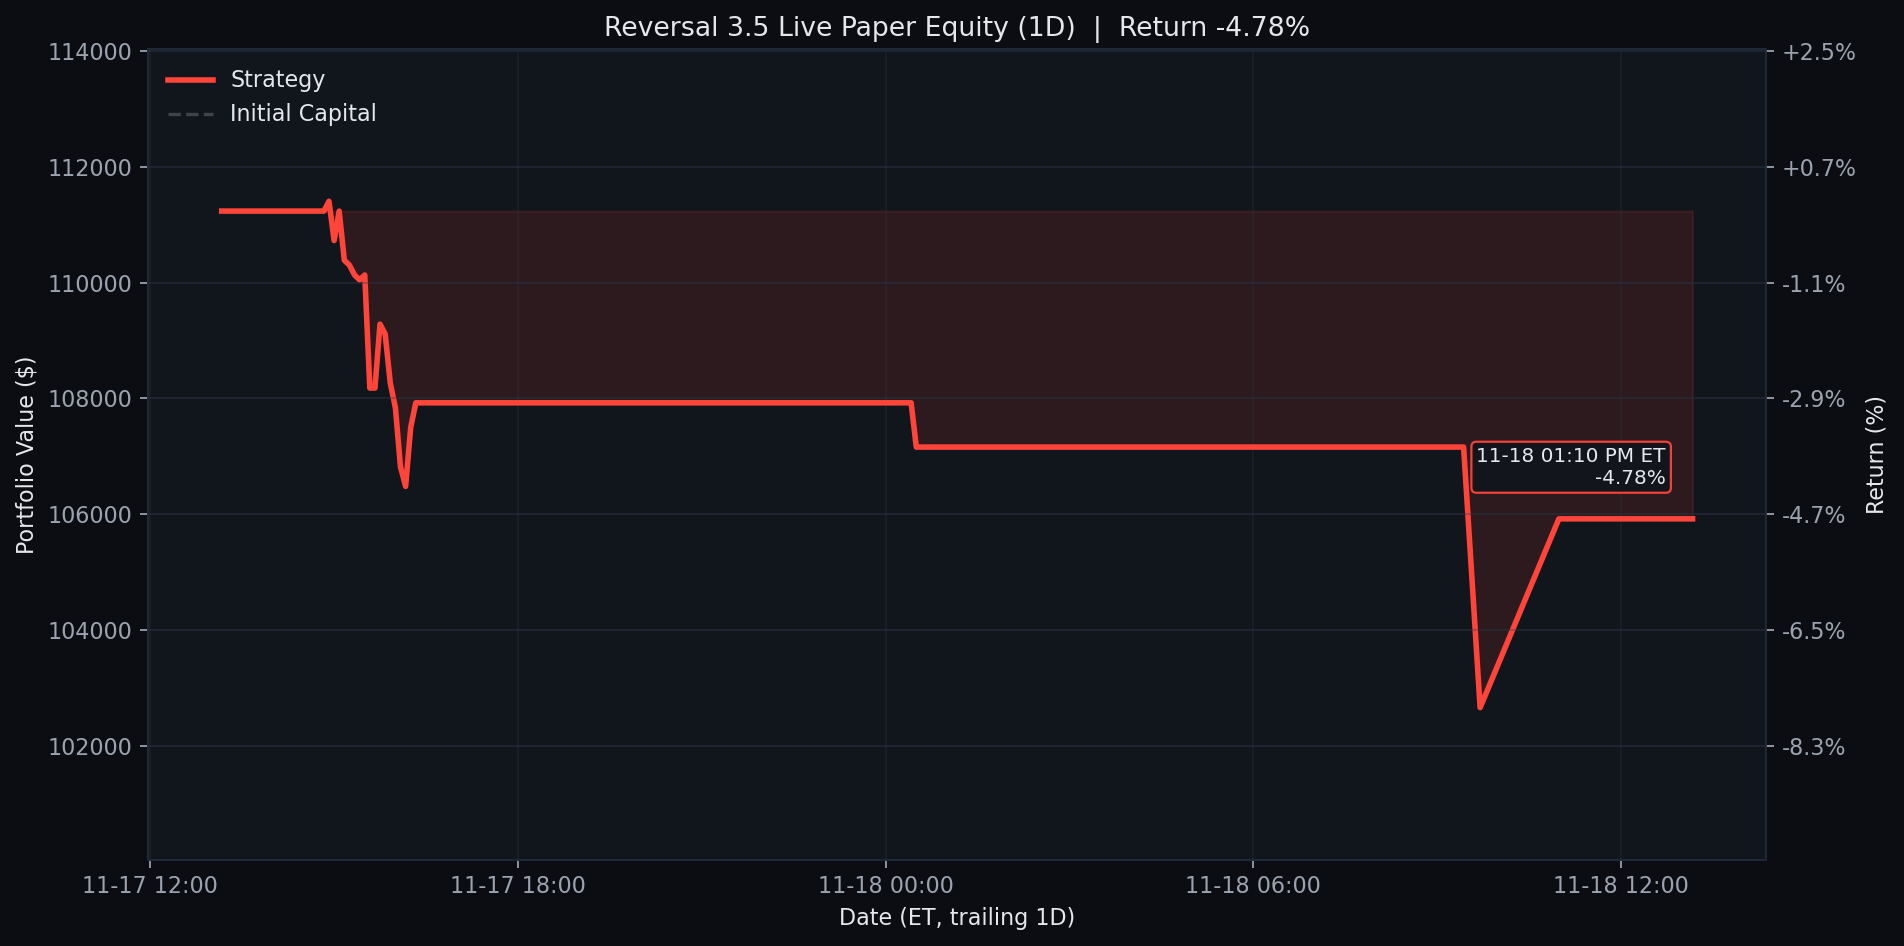 Reversal 3.5 Live Paper Equity (1D) | Return -4.78%
Strategy
Initial Capital
114000
112000
110000
108000
106000
104000
102000
Portfolio Value ($)
+2.5%
+0.7%
-1.1%
-2.9%
-4.7%
-6.5%
-8.3%
Return (%)
11-18 01:10 PM ET
-4.78%
11-17 12:00
11-17 18:00
11-18 00:00
11-18 06:00
11-18 12:00
Date (ET, trailing 1D)